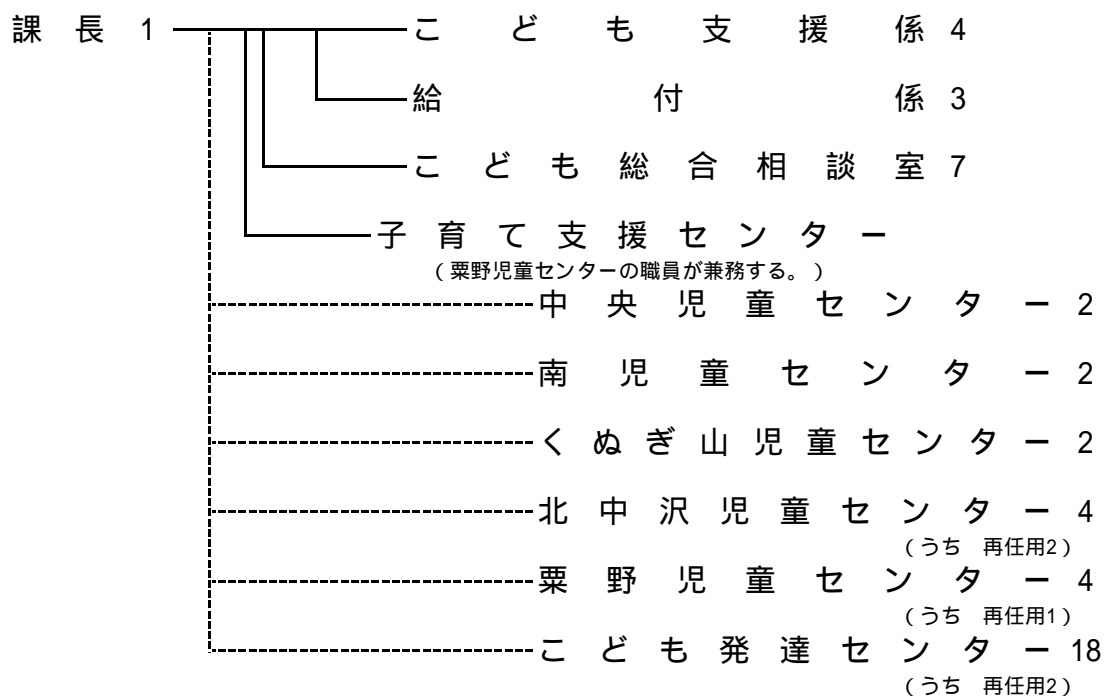 課長 1 こども支援係 4
給付係 3
こども総合相談室 7
子育て支援センター
(粟野児童センターの職員が兼務する。)
中央児童センター 2
南児童センター 2
くぬぎ山児童センター 2
北中沢児童センター 4
(うち 再任用2)
粟野児童センター 4
(うち 再任用1)
こども発達センター 18
(うち 再任用2)